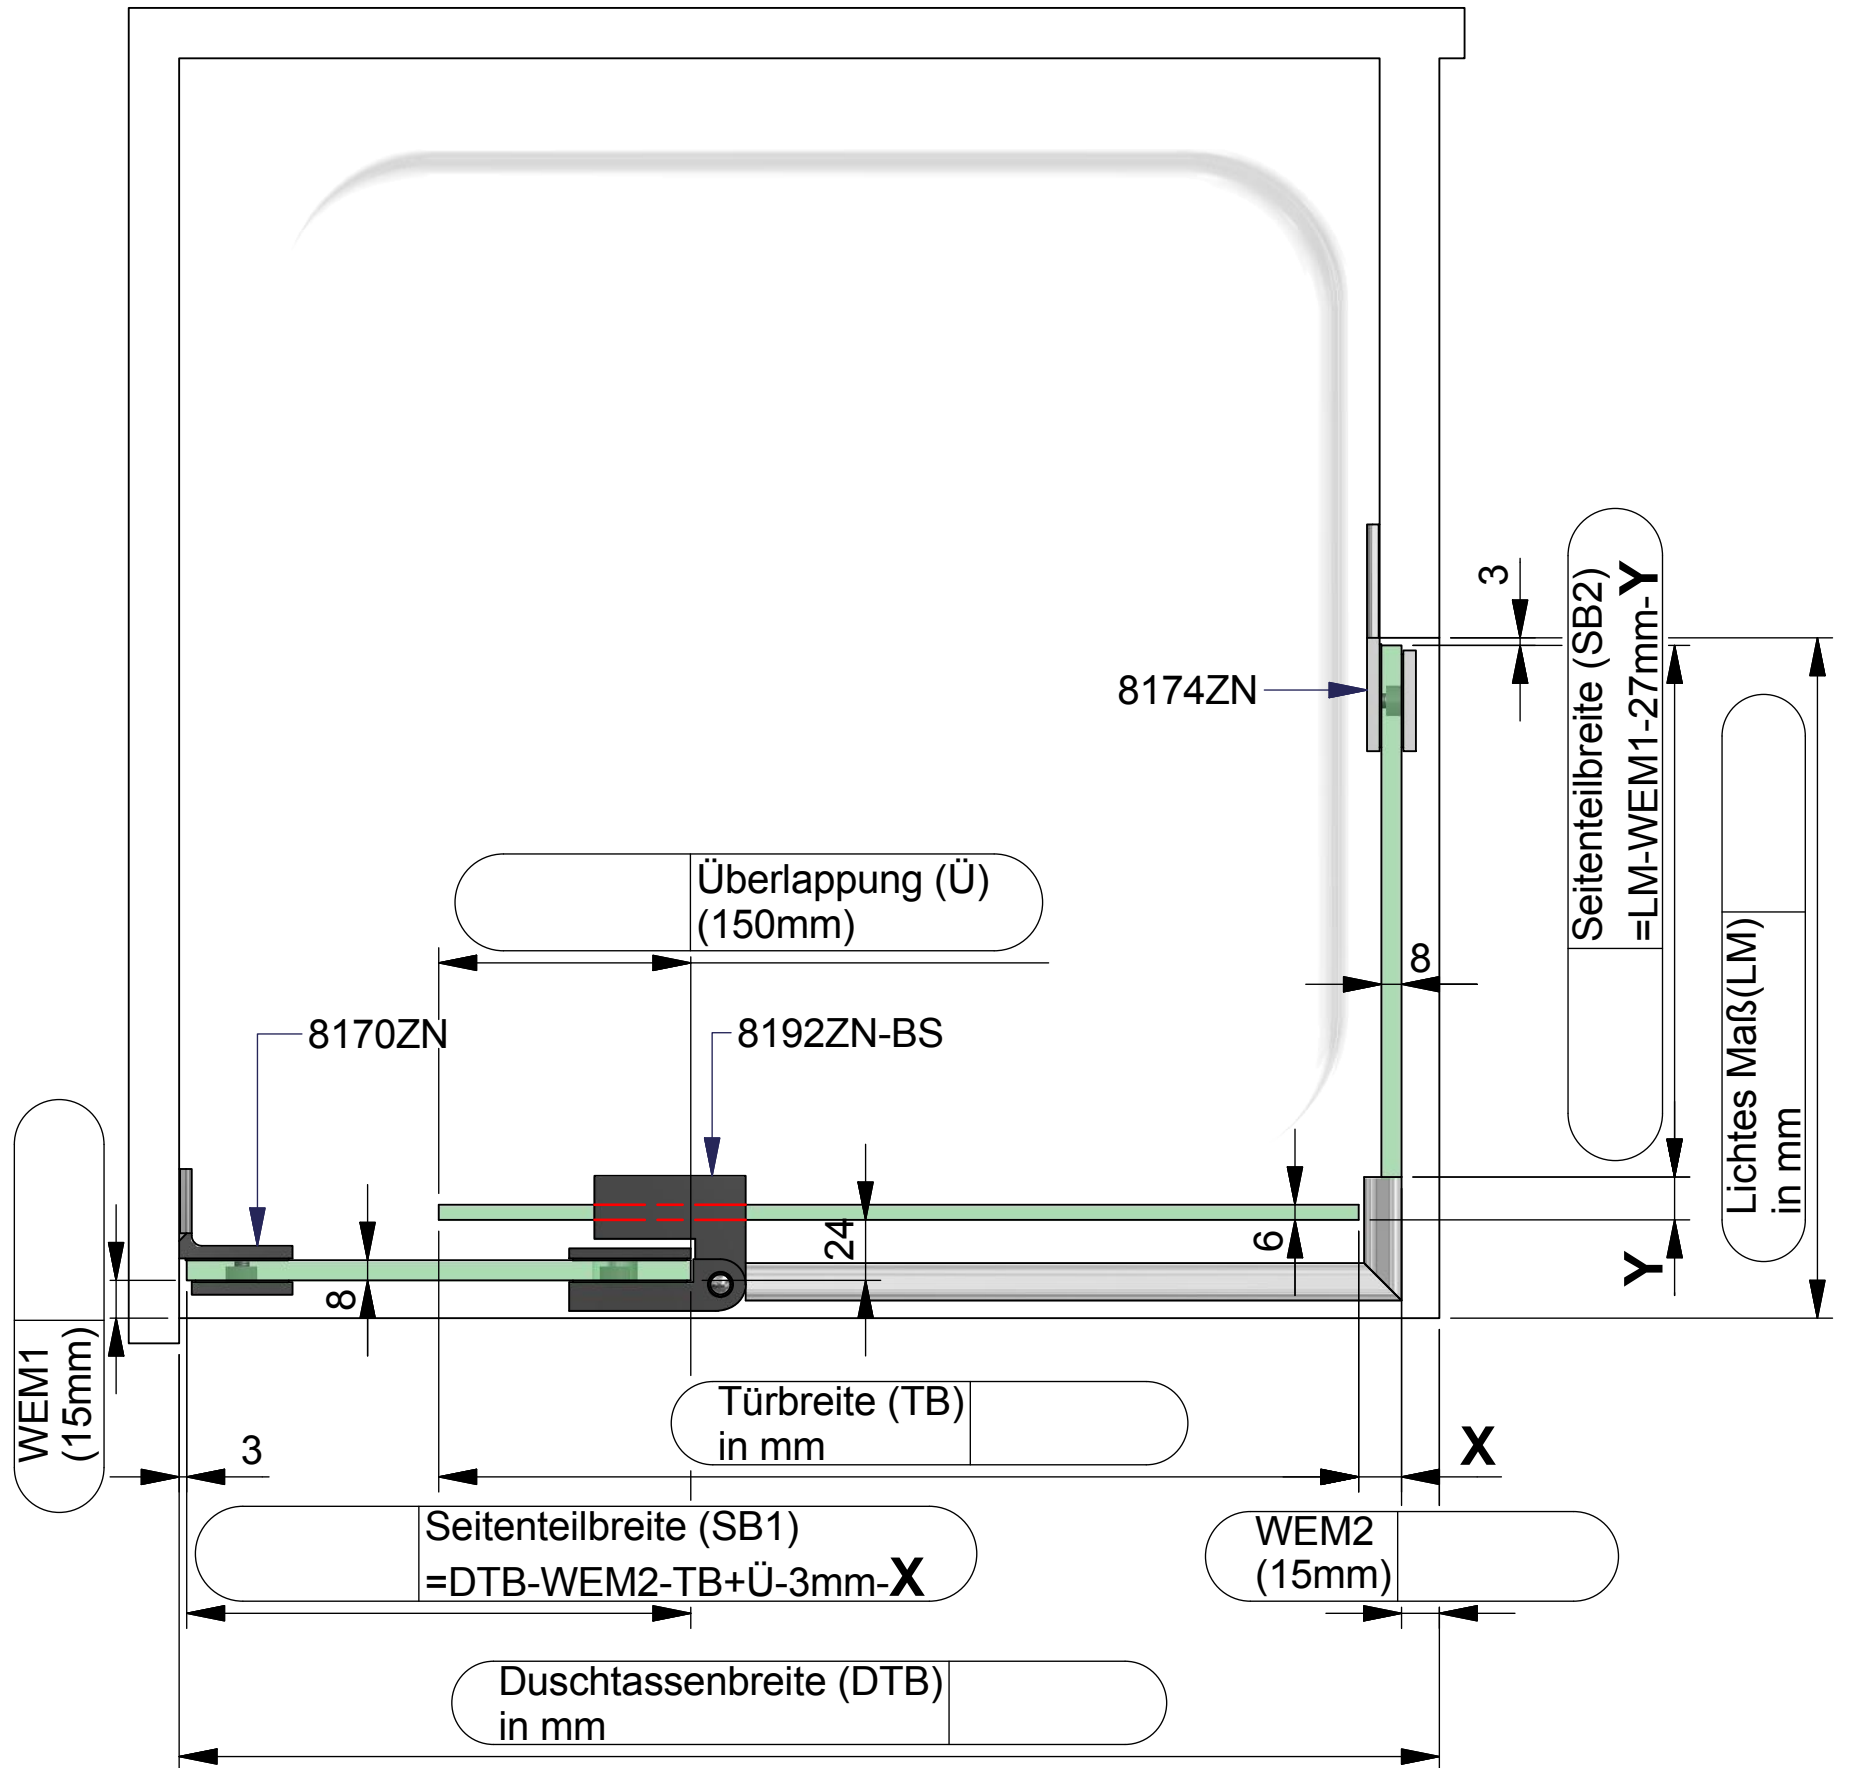 3
Seitenteilbreite (SB2)
=LM-WEM1-27mm-Y
8174ZN
Überlappung (Ü)
(150mm)
8
Lichtes Maß(LM)
in mm
8170ZN
8192ZN-BS
24
6
Y
8
WEM1
(15mm)
Türbreite (TB)
in mm
3
X
Seitenteilbreite (SB1)
=DTB-WEM2-TB+Ü-3mm-X
WEM2
(15mm)
Duschtassenbreite (DTB)
in mm